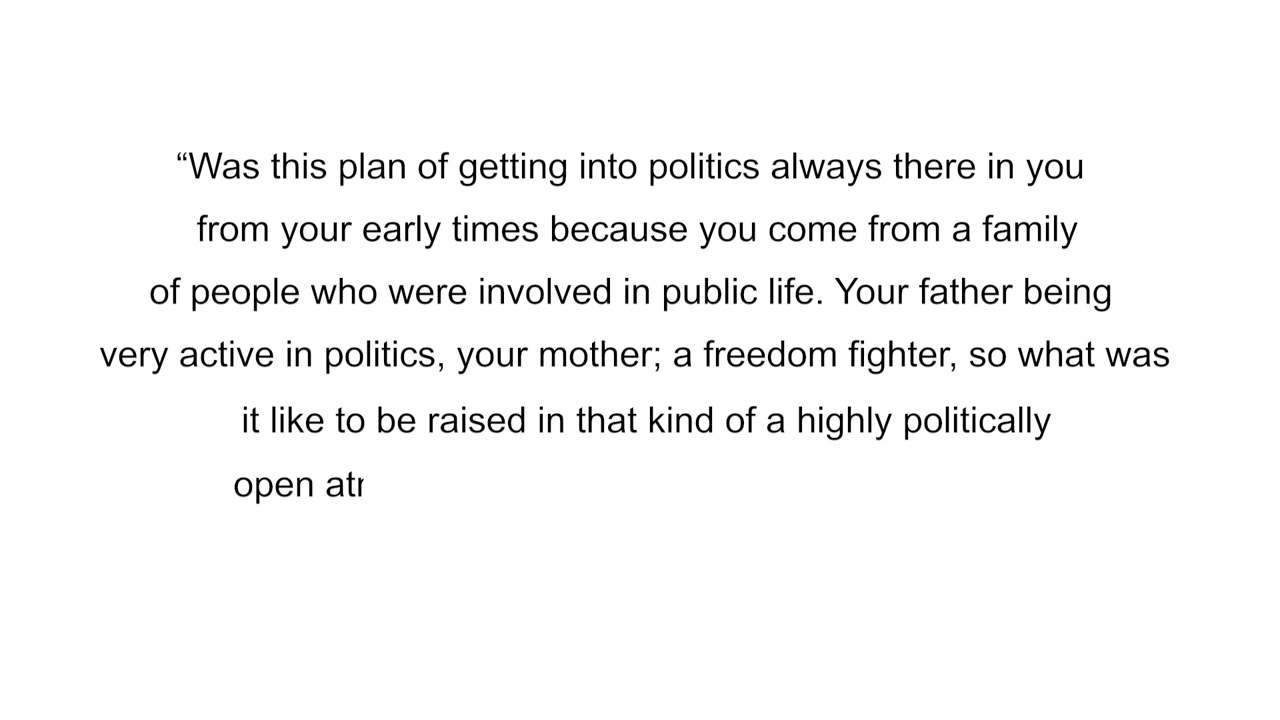 “Was this plan of getting into politics always there in you
from your early times because you come from a family
of people who were involved in public life. Your father being
very active in politics, your mother; a freedom fighter, so what was
it like to be raised in that kind of a highly politically
open